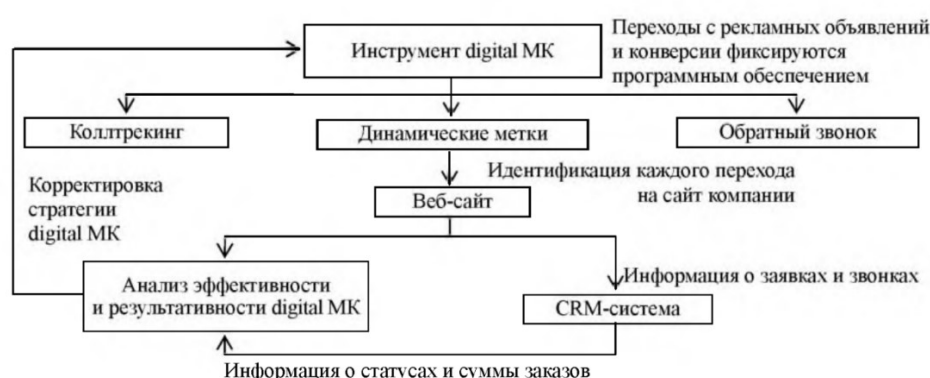 Инструмент digital МК
Переходы с рекламных объявлений
и конверсии фиксируются
программным обеспечением
Коллтрекинг
Динамические метки
Обратный звонок
Идентификация каждого перехода
на сайт компании
Корректировка
стратегии
digital МК
Веб-сайт
Анализ эффективности
и результативности digital МК
Информация о заявках и звонках
CRM-система
Информация о статусах и суммы заказов